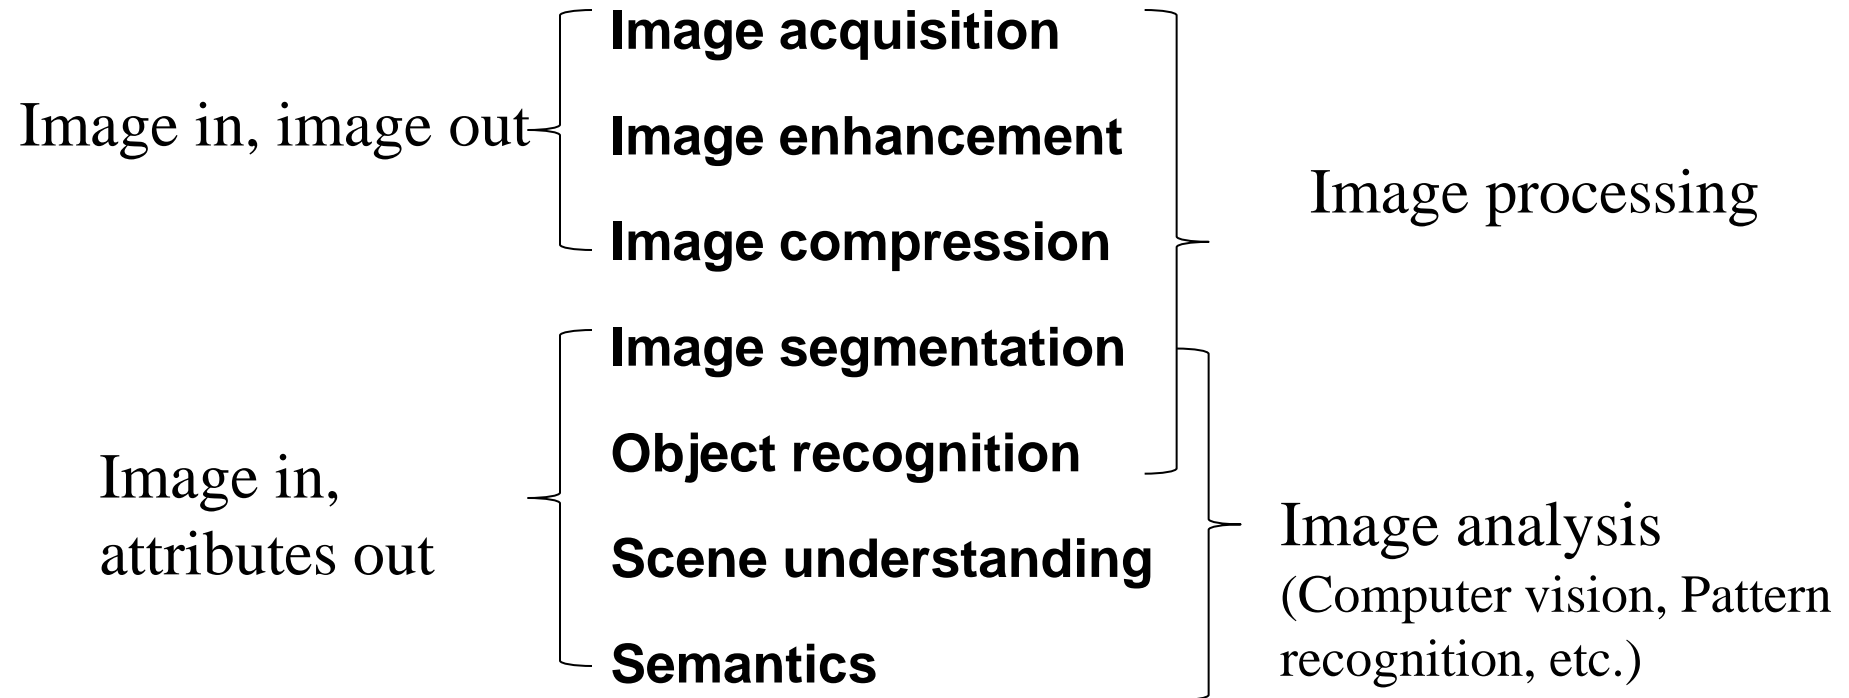 Image acquisition
Image in, image out
Image enhancement
Image processing
Image compression
Image segmentation
Object recognition
Image in,
attributes out
Scene understanding
Semantics
Image analysis
(Computer vision, Pattern
recognition, etc.)